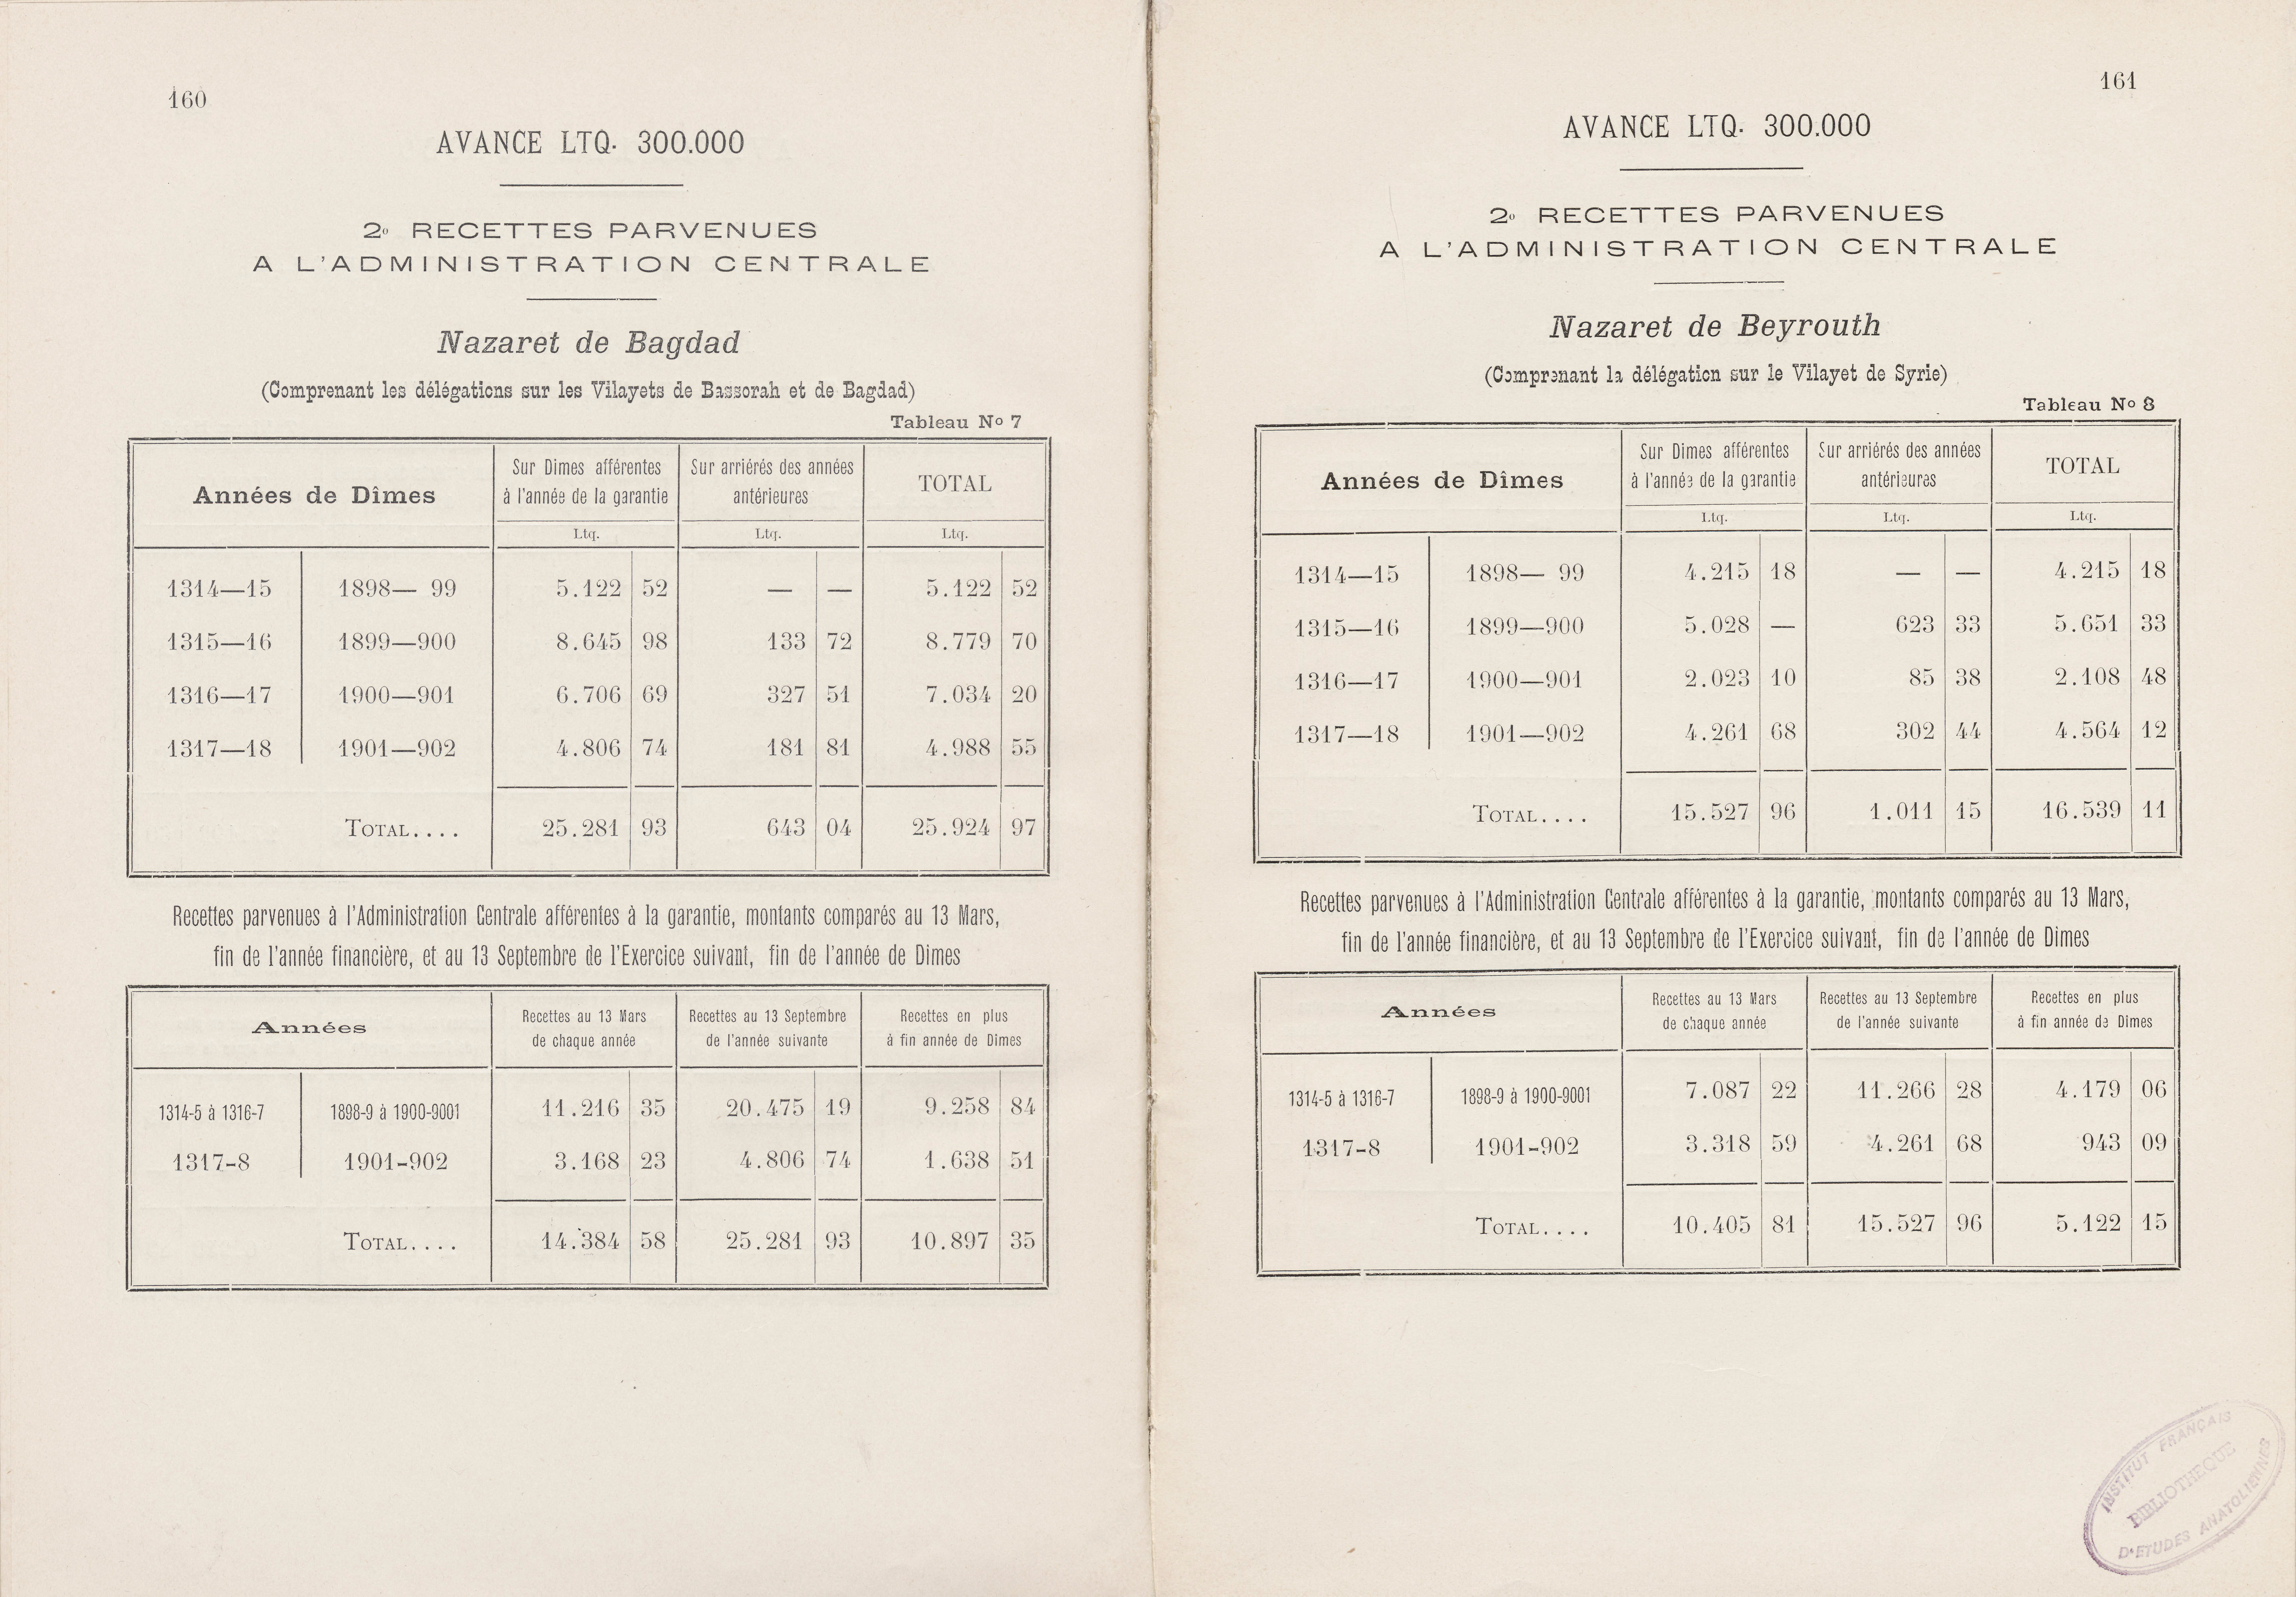 160
AVANCE LTQ. 300.000
2º RECETTES PARVENUES
A L'ADMINISTRATION CENTRALE
Nazaret de Bagdad
(Comprenant les délégations sur les Vilayets de Bassorah et de Bagdad)
Tableau Nº 7
Années de Dîmes | Sur Dimes afférentes à l'année de la garantie | Sur arriérés des années antérieures | TOTAL
Ltq. | Ltq. | Ltq.
1314—15 | 1898— 99 | 5.122 | 52 | — | — | 5.122 | 52
1315—16 | 1899—900 | 8.645 | 98 | 133 | 72 | 8.779 | 70
1316—17 | 1900—901 | 6.706 | 69 | 327 | 51 | 7.034 | 20
1317—18 | 1901—902 | 4.806 | 74 | 181 | 81 | 4.988 | 55
TOTAL.... | 25.281 | 93 | 643 | 04 | 25.924 | 97
Recettes parvenues à l'Administration Centrale afférentes à la garantie, montants comparés au 13 Mars,
fin de l'année financière, et au 13 Septembre de l'Exercice suivant, fin de l'année de Dimes
Années | Recettes au 13 Mars de chaque année | Recettes au 13 Septembre de l'année suivante | Recettes en plus à fin année de Dimes
1314-5 à 1316-7 | 1898-9 à 1900-9001 | 11.216 | 35 | 20.475 | 19 | 9.258 | 84
1317-8 | 1901-902 | 3.168 | 23 | 4.806 | 74 | 1.638 | 51
TOTAL.... | 14.384 | 58 | 25.281 | 93 | 10.897 | 35
161
AVANCE LTQ. 300.000
2º RECETTES PARVENUES
A L'ADMINISTRATION CENTRALE
Nazaret de Beyrouth
(Comprenant la délégation sur le Vilayet de Syrie)
Tableau Nº 8
Années de Dîmes | Sur Dimes afférentes à l'année de la garantie | Sur arriérés des années antérieures | TOTAL
Ltq. | Ltq. | Ltq.
1314—15 | 1898— 99 | 4.215 | 18 | — | — | 4.215 | 18
1315—16 | 1899—900 | 5.028 | — | 623 | 33 | 5.651 | 33
1316—17 | 1900—901 | 2.023 | 10 | 85 | 38 | 2.108 | 48
1317—18 | 1901—902 | 4.261 | 68 | 302 | 44 | 4.564 | 12
TOTAL.... | 15.527 | 96 | 1.011 | 15 | 16.539 | 11
Recettes parvenues à l'Administration Centrale afférentes à la garantie, montants comparés au 13 Mars,
fin de l'année financière, et au 13 Septembre de l'Exercice suivant, fin de l'année de Dimes
Années | Recettes au 13 Mars de chaque année | Recettes au 13 Septembre de l'année suivante | Recettes en plus à fin année de Dimes
1314-5 à 1316-7 | 1898-9 à 1900-9001 | 7.087 | 22 | 11.266 | 28 | 4.179 | 06
1317-8 | 1901-902 | 3.318 | 59 | 4.261 | 68 | 943 | 09
TOTAL.... | 10.405 | 81 | 15.527 | 96 | 5.122 | 15
INSTITUT FRANÇAIS
BIBLIOTHEQUE
D'ETUDES ANATOLIENNES